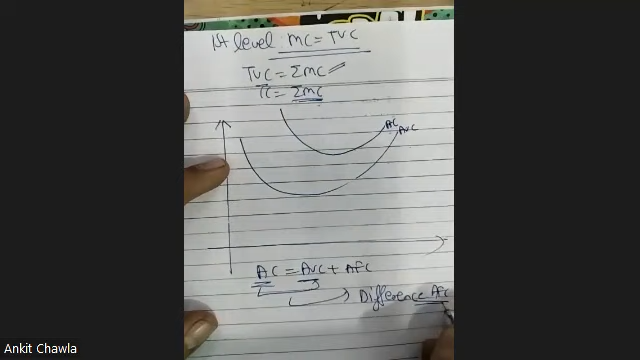 1st level MC = TVC
TVC = ΣMC
TC = ΣMC
AC
AVC
AC = AVC + AFC
Difference AFC
Ankit Chawla